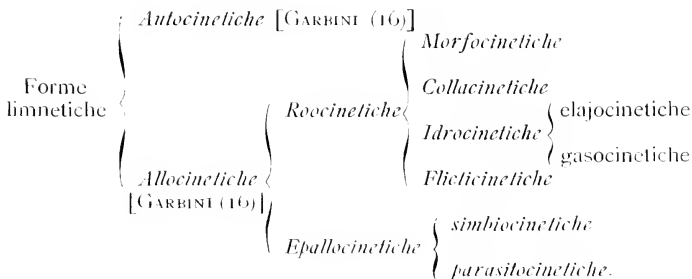 Autocinetiche [GARBINI (16)]
Morfocinetiche
Forme
limnetiche
Collacinetiche
Roocinetiche
elajocinetiche
Idrocinetiche
gasocinetiche
Allocinetiche
Flicticinetiche
[GARBINI (16)]
simbiocinetiche
Epallocinetiche
parasitocinetiche.